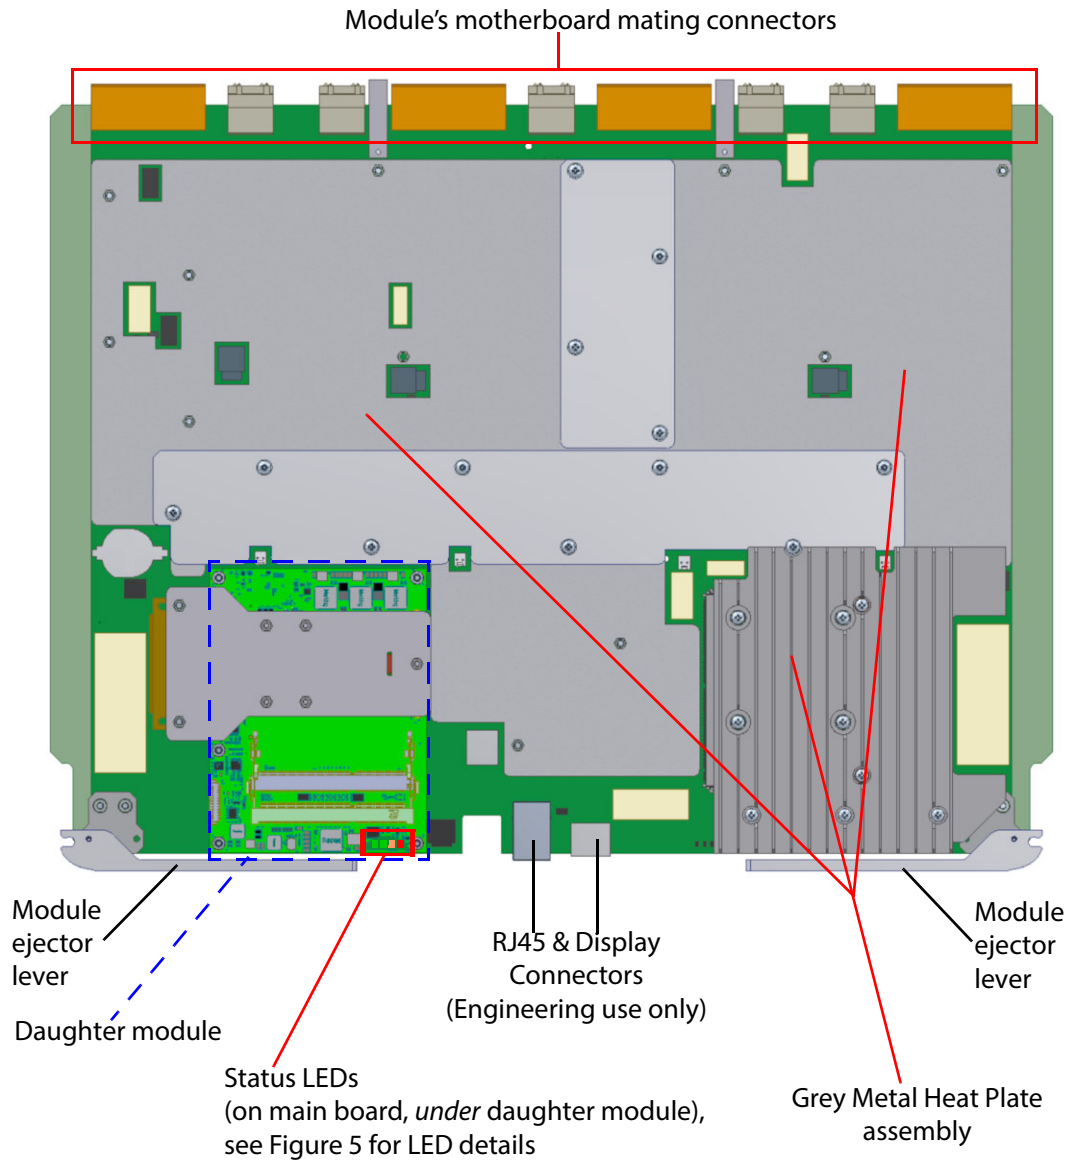 Module’s motherboard mating connectors
Module
ejector
lever
Daughter module
RJ45 & Display
Connectors
(Engineering use only)
Module
ejector
lever
Status LEDs
(on main board, under daughter module),
see Figure 5 for LED details
Grey Metal Heat Plate
assembly